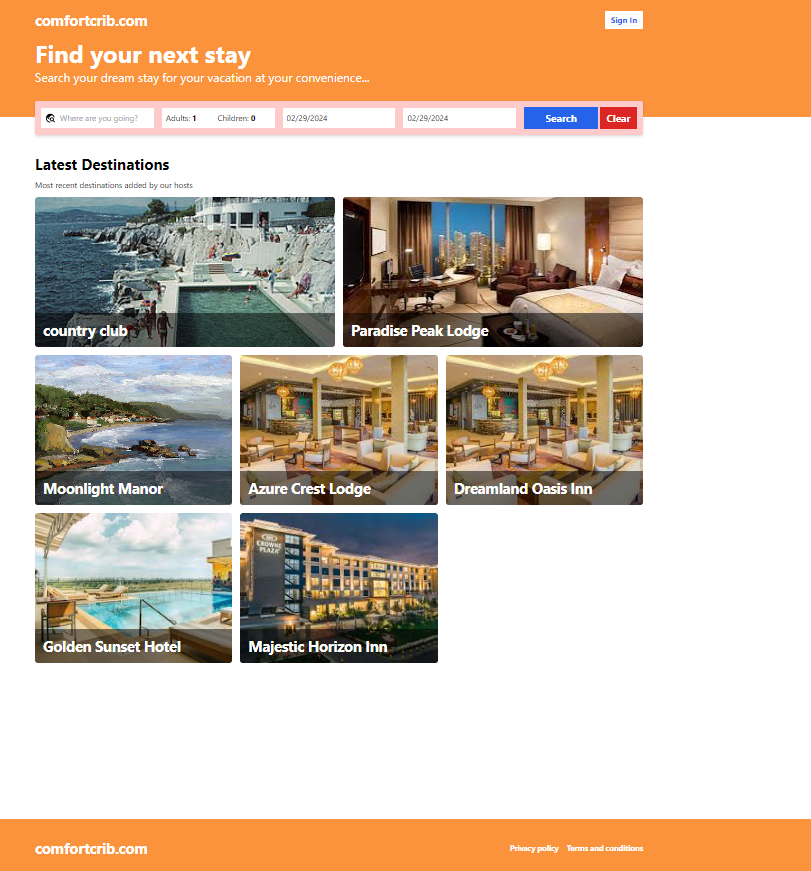 comfortcrib.com
Sign In
Find your next stay
Search your dream stay for your vacation at your convenience...
Where are you going?
Adults: 1
Children: 0
02/29/2024
02/29/2024
Search
Clear
Latest Destinations
Most recent destinations added by our hosts
country club
Paradise Peak Lodge
Moonlight Manor
Azure Crest Lodge
Dreamland Oasis Inn
CROWNE
PLAZA
Golden Sunset Hotel
Majestic Horizon Inn
comfortcrib.com
Privacy policy
Terms and conditions